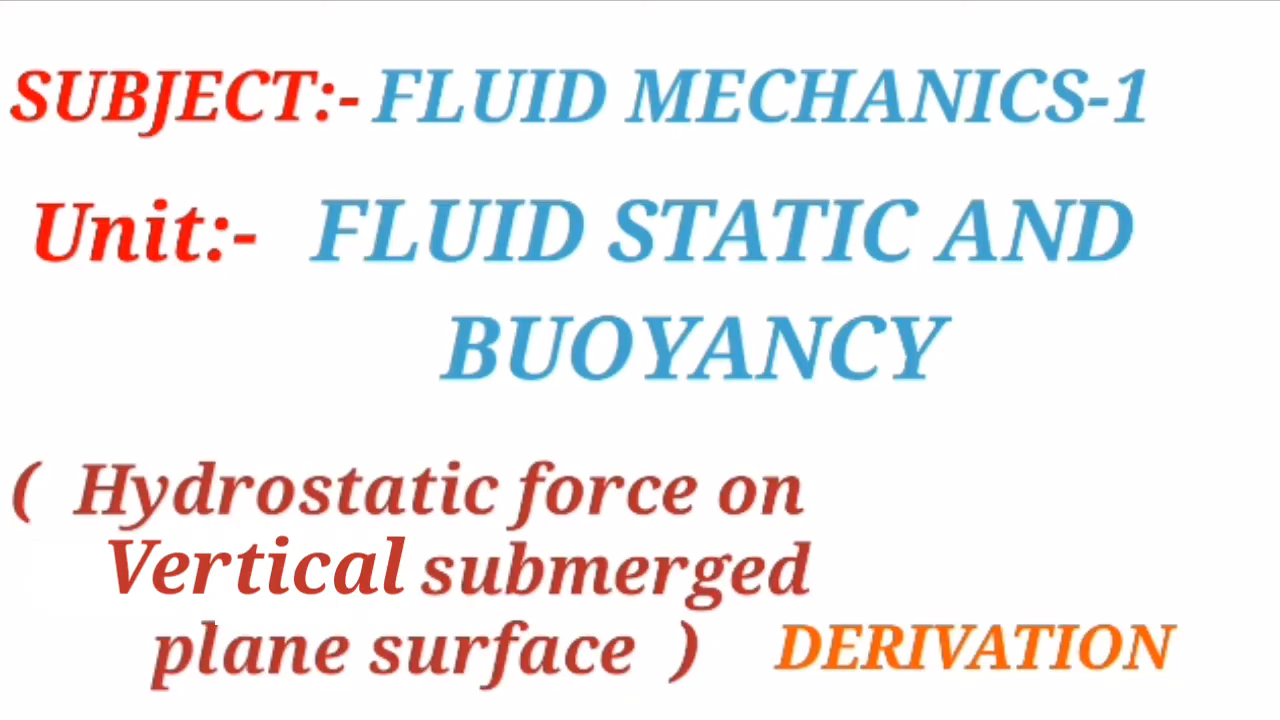 SUBJECT:- FLUID MECHANICS-1
Unit:- FLUID STATIC AND
BUOYANCY
( Hydrostatic force on
Vertical submerged
plane surface ) DERIVATION